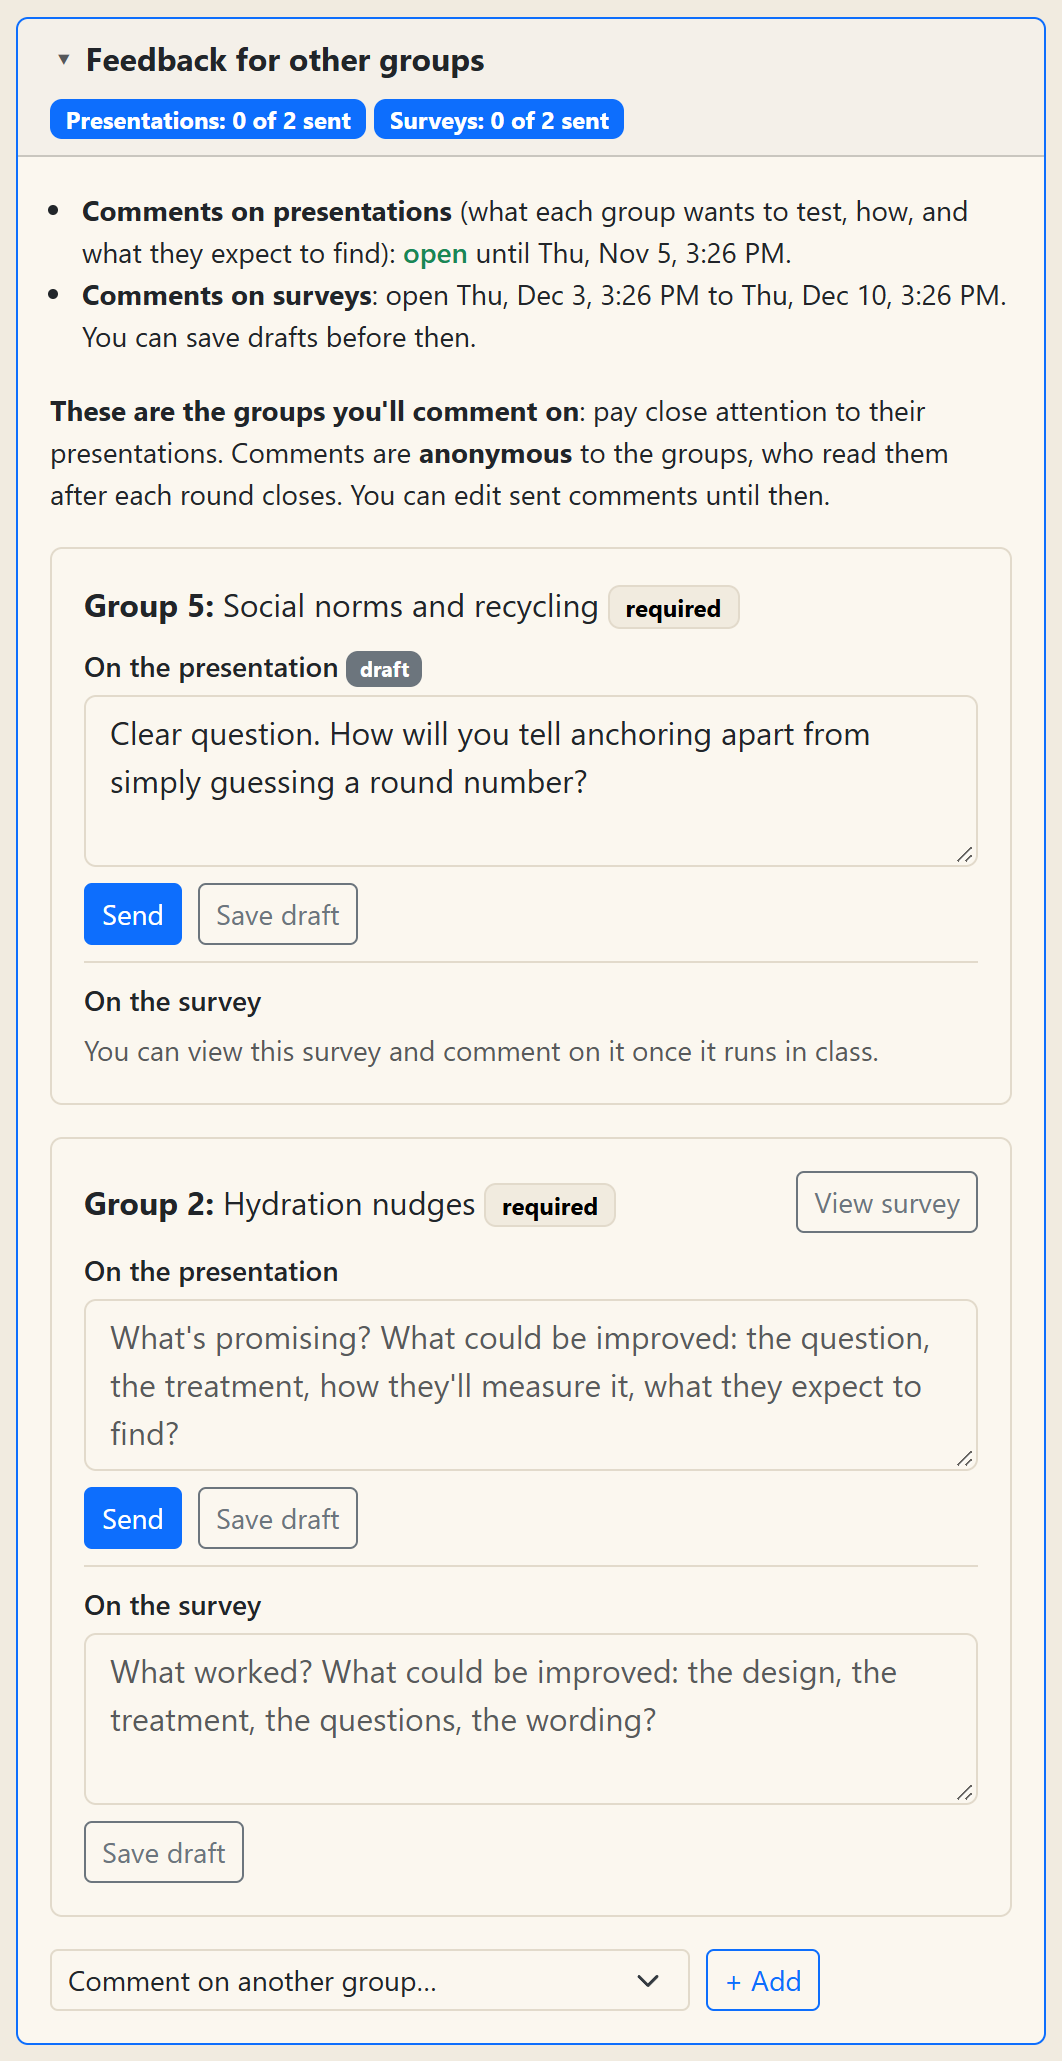 ▼ Feedback for other groups
Presentations: 0 of 2 sent Surveys: 0 of 2 sent
• Comments on presentations (what each group wants to test, how, and
what they expect to find): open until Thu, Nov 5, 3:26 PM.
• Comments on surveys: open Thu, Dec 3, 3:26 PM to Thu, Dec 10, 3:26 PM.
You can save drafts before then.
These are the groups you'll comment on: pay close attention to their
presentations. Comments are anonymous to the groups, who read them
after each round closes. You can edit sent comments until then.
Group 5: Social norms and recycling required
On the presentation draft
Clear question. How will you tell anchoring apart from
simply guessing a round number?
Send Save draft
On the survey
You can view this survey and comment on it once it runs in class.
Group 2: Hydration nudges required View survey
On the presentation
What's promising? What could be improved: the question,
the treatment, how they'll measure it, what they expect to
find?
Send Save draft
On the survey
What worked? What could be improved: the design, the
treatment, the questions, the wording?
Save draft
Comment on another group... + Add